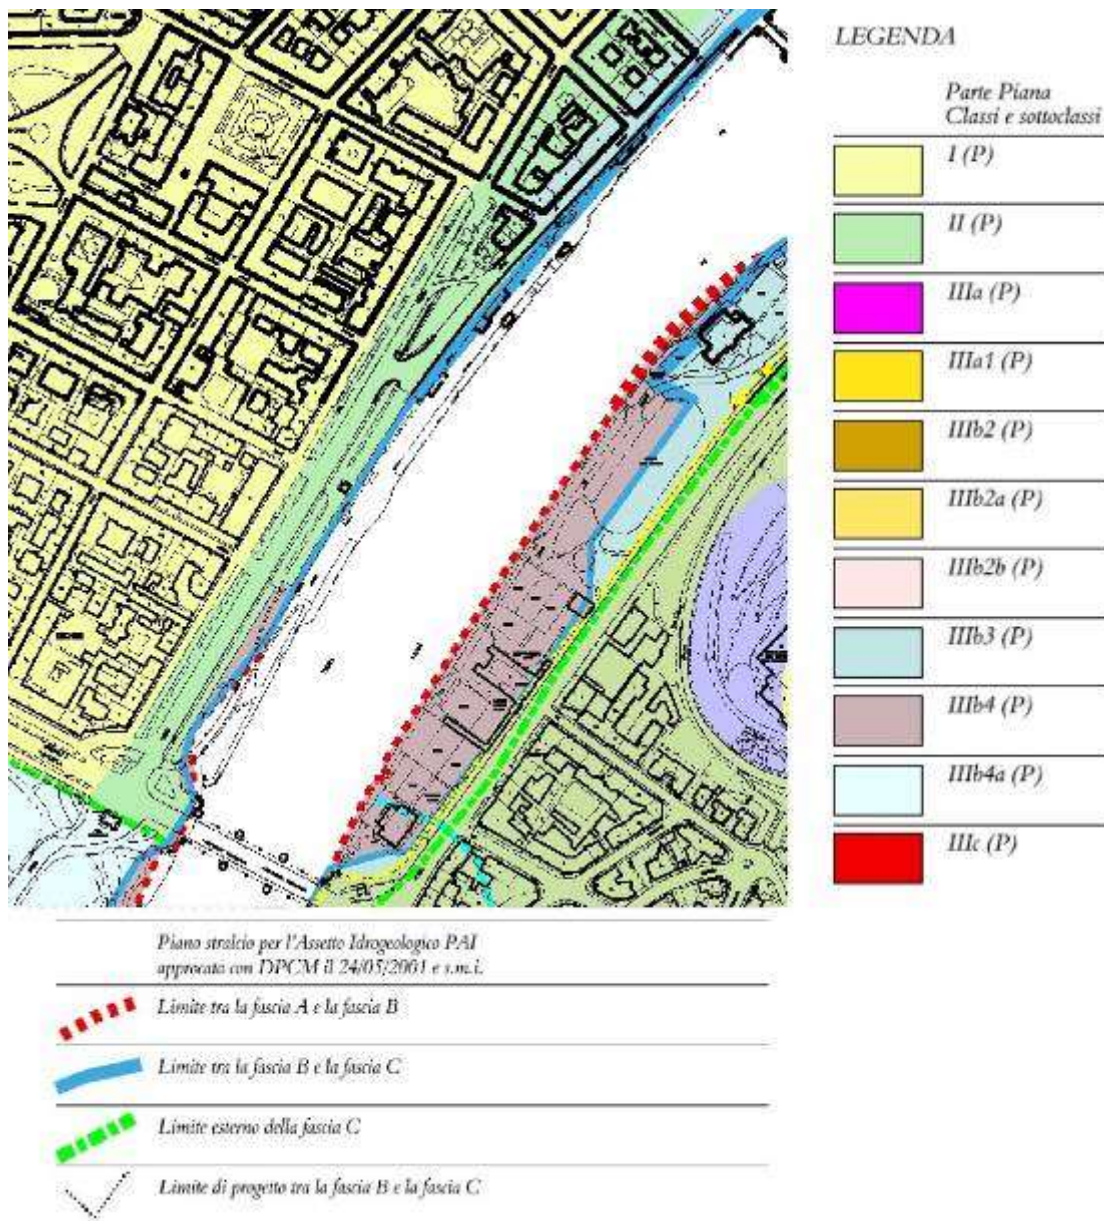 LEGENDA
Parte Piana
Classi e sottoclassi
I (P)
II (P)
IIIa (P)
IIIa1 (P)
IIIb2 (P)
IIIb2a (P)
IIIb2b (P)
IIIb3 (P)
IIIb4 (P)
IIIb4a (P)
IIIc (P)
Piano stralcio per l'Assetto Idrogeologico PAI
approvato con DPCM il 24/05/2001 e s.m.i.
Limite tra la fascia A e la fascia B
Limite tra la fascia B e la fascia C
Limite esterno della fascia C
Limite di progetto tra la fascia B e la fascia C